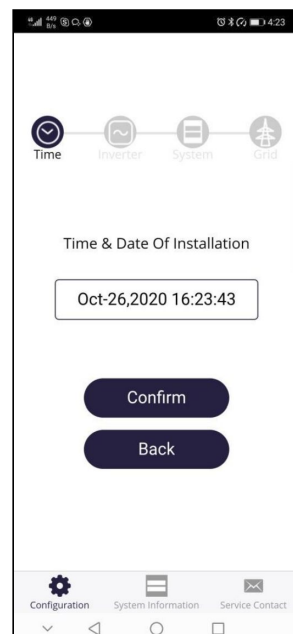 449
B/s
4:23
Time Inverter System Grid
Time & Date Of Installation
Oct-26,2020 16:23:43
Confirm
Back
Configuration System Information Service Contact